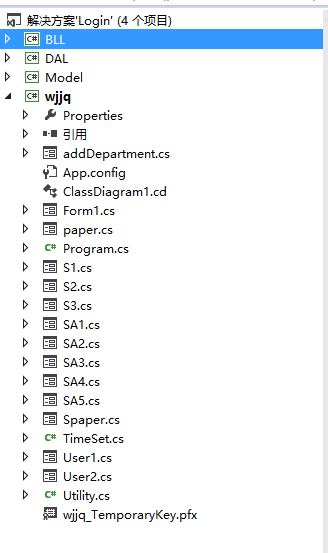 解决方案'Login' (4 个项目)
C# BLL
C# DAL
C# Model
C# wjjq
Properties
引用
addDepartment.cs
App.config
ClassDiagram1.cd
Form1.cs
paper.cs
C# Program.cs
S1.cs
S2.cs
S3.cs
SA1.cs
SA2.cs
SA3.cs
SA4.cs
SA5.cs
Spaper.cs
C# TimeSet.cs
User1.cs
User2.cs
C# Utility.cs
wjjq_TemporaryKey.pfx